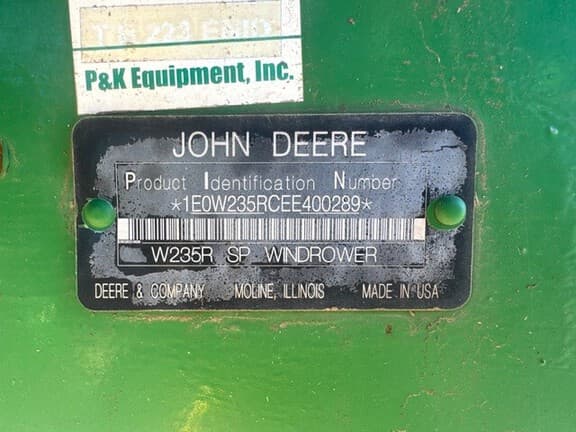 P&K Equipment, Inc.
JOHN DEERE
Product Identification Number
*1E0W235RCEE400289*
W235R SP WINDROWER
DEERE & COMPANY MOLINE, ILLINOIS MADE IN USA